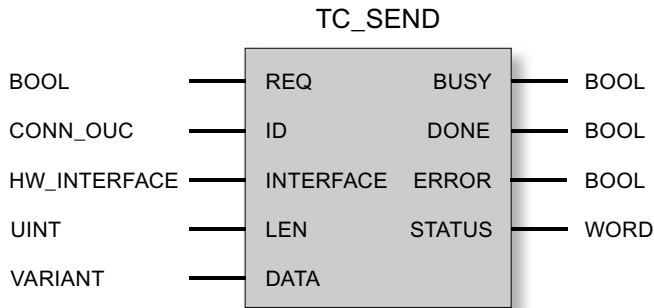 TC_SEND
BOOL REQ BUSY BOOL
CONN_OUC ID DONE BOOL
HW_INTERFACE INTERFACE ERROR BOOL
UINT LEN STATUS WORD
VARIANT DATA